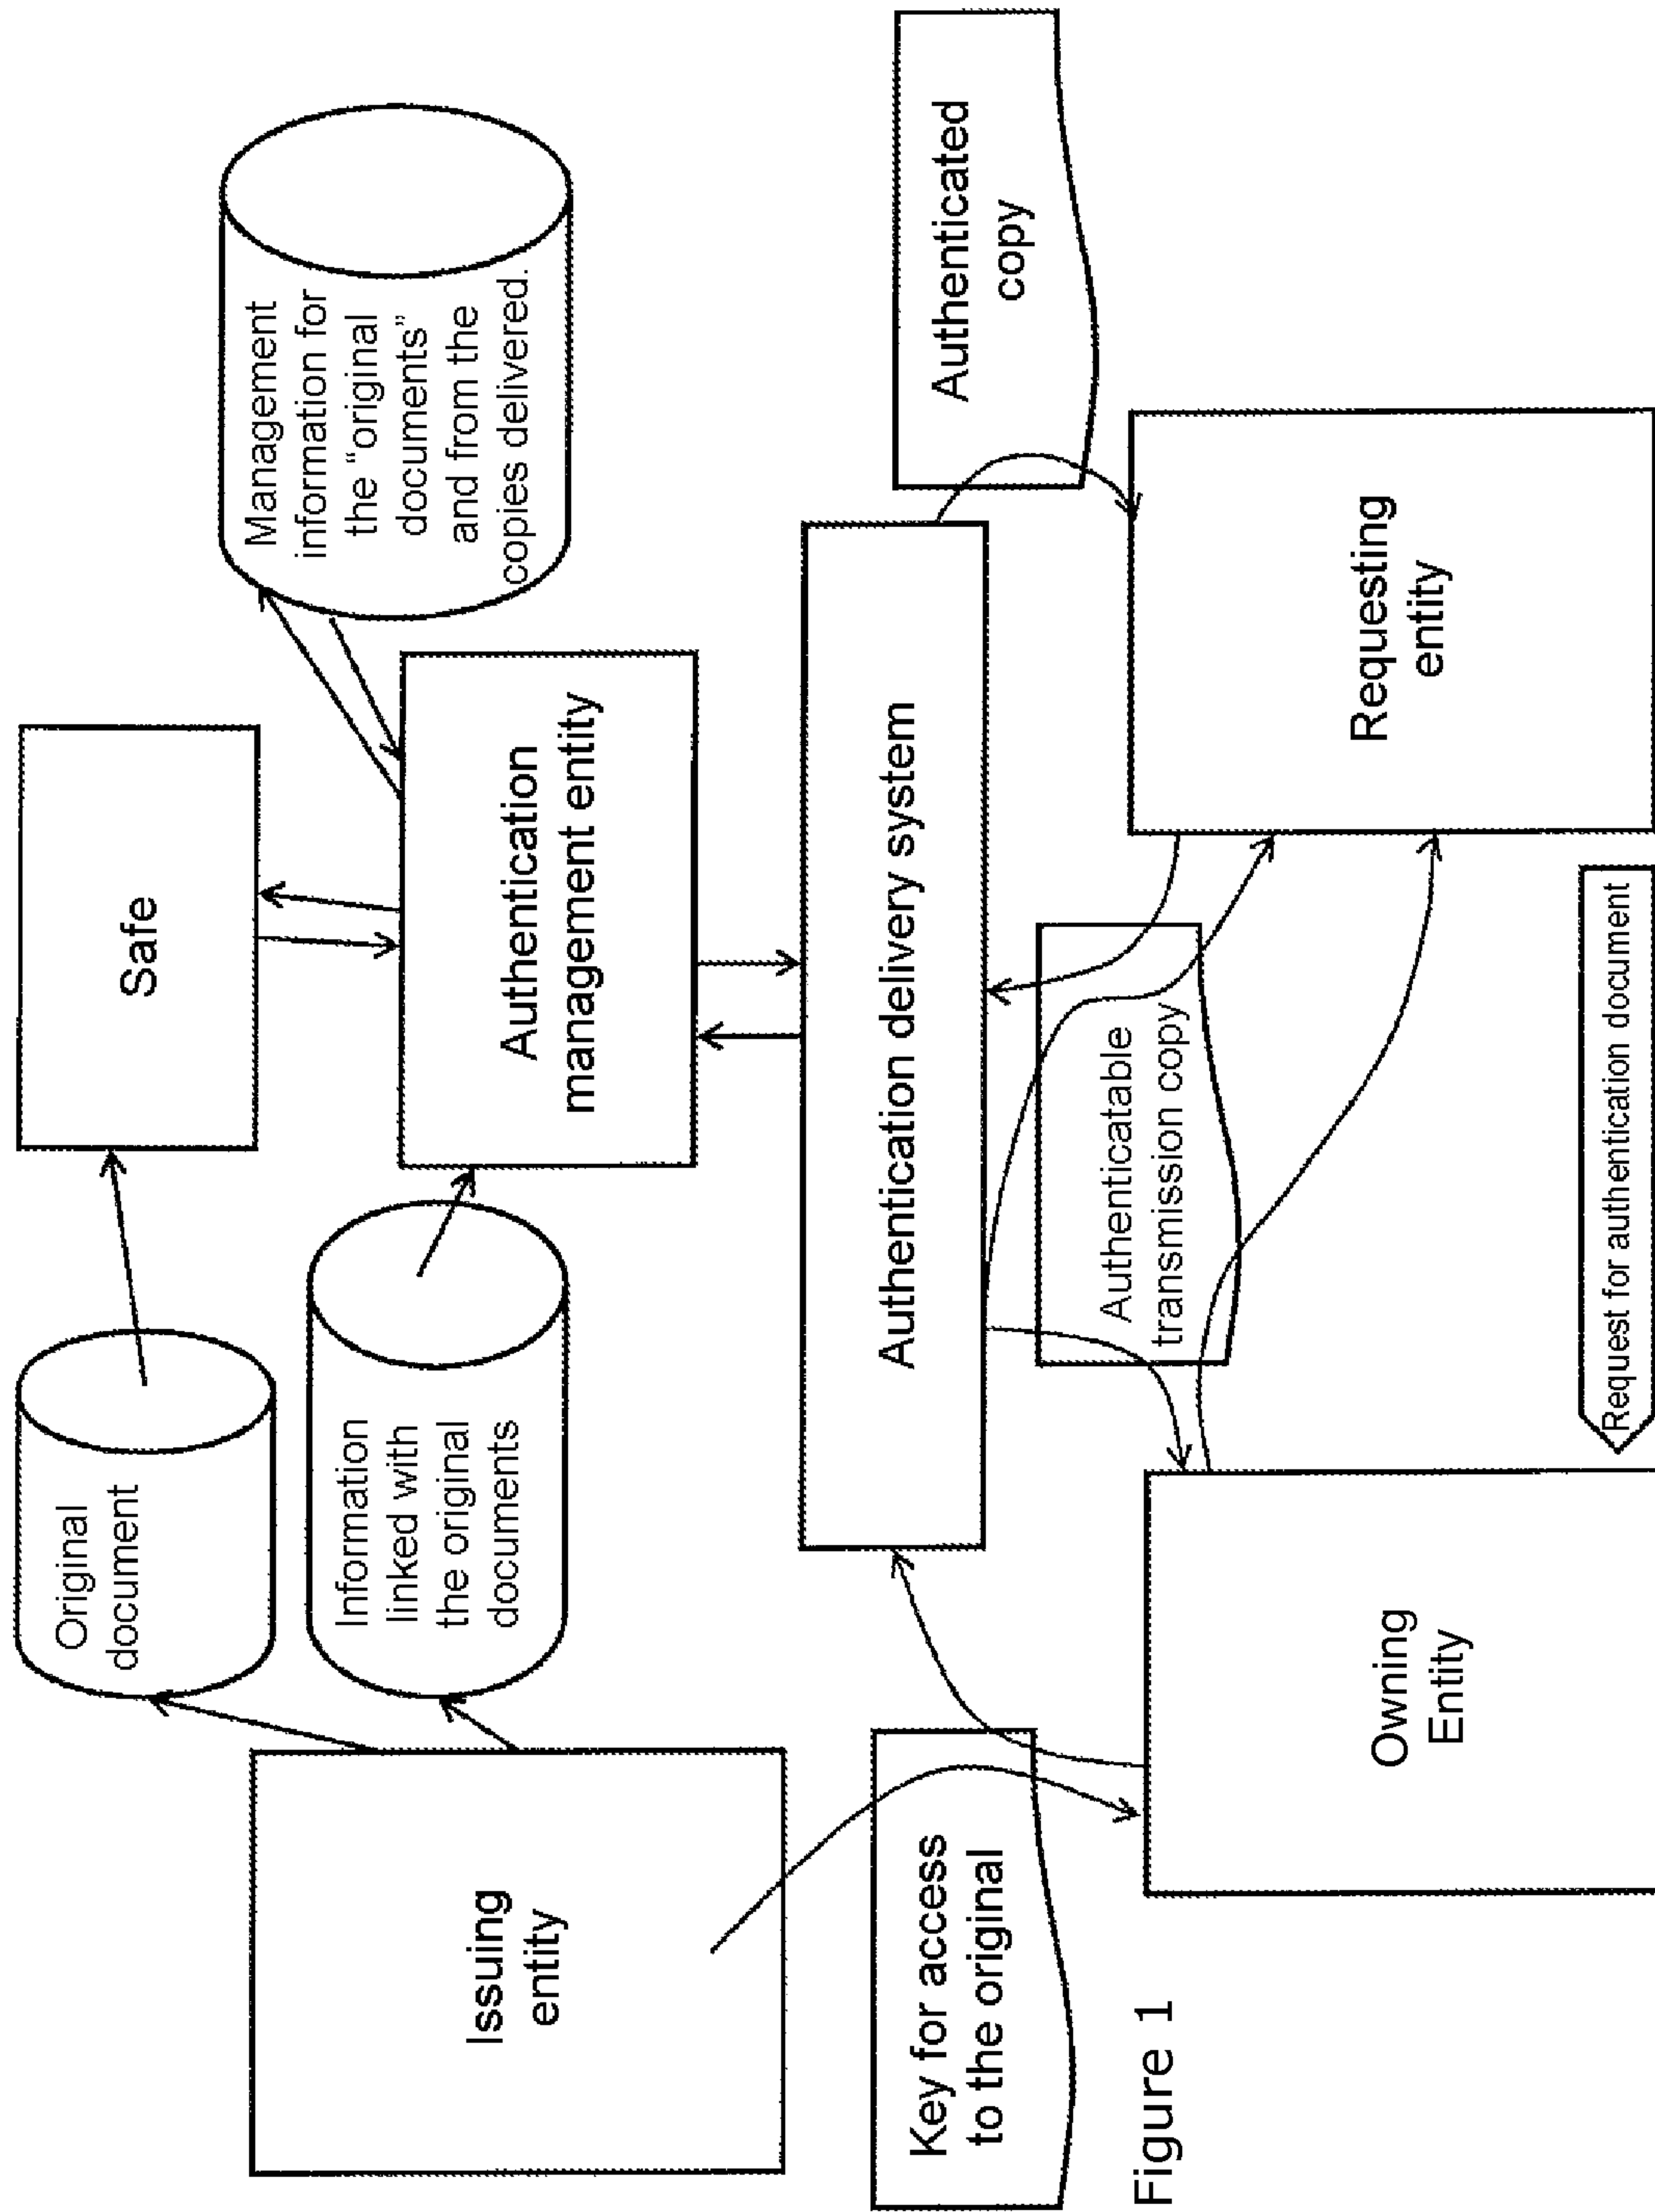 Original
document
Safe
Information
linked with
the original
documents
Management
information for
the “original
documents”
and from the
copies delivered.
Issuing
entity
Authentication
management entity
Authentication delivery system
Key for access
to the original
Authenticatable
transmission copy
Authenticated
copy
Owning
Entity
Requesting
entity
Request for authentication document
Figure 1